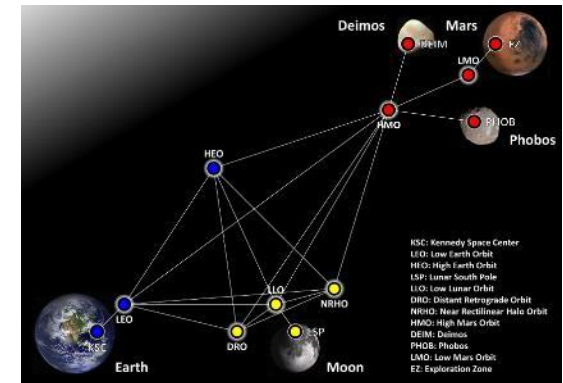 Deimos
Mars
DEIM
EZ
LMO
HMO
PHOB
Phobos
HEO
KSC: Kennedy Space Center
LEO: Low Earth Orbit
HEO: High Earth Orbit
LSP: Lunar South Pole
LLO: Low Lunar Orbit
DRO: Distant Retrograde Orbit
NRHO: Near Rectilinear Halo Orbit
HMO: High Mars Orbit
DEIM: Deimos
PHOB: Phobos
LMO: Low Mars Orbit
EZ: Exploration Zone
LLO
NRHO
LEO
KSC
DRO
LSP
Earth
Moon